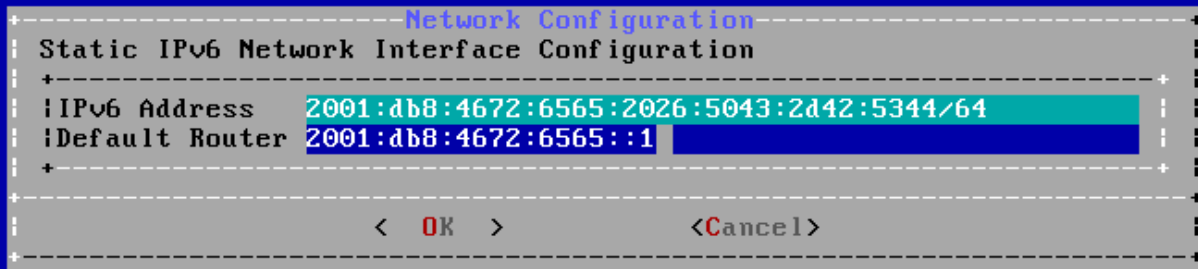 Network Configuration
Static IPv6 Network Interface Configuration
IPv6 Address 2001:db8:4672:6565:2026:5043:2d42:5344/64
Default Router 2001:db8:4672:6565::1
< OK > <Cancel>